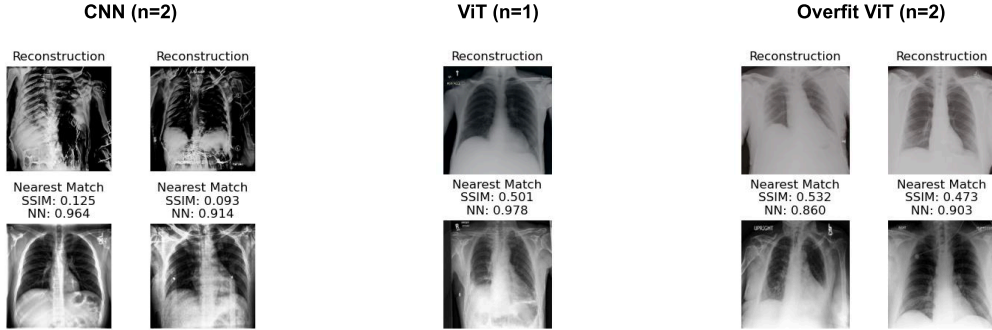 CNN (n=2)
ViT (n=1)
Overfit ViT (n=2)
Reconstruction
Reconstruction
Reconstruction
Reconstruction
Reconstruction
Nearest Match
SSIM: 0.125
NN: 0.964
Nearest Match
SSIM: 0.093
NN: 0.914
Nearest Match
SSIM: 0.501
NN: 0.978
Nearest Match
SSIM: 0.532
NN: 0.860
Nearest Match
SSIM: 0.473
NN: 0.903
UPRIGHT